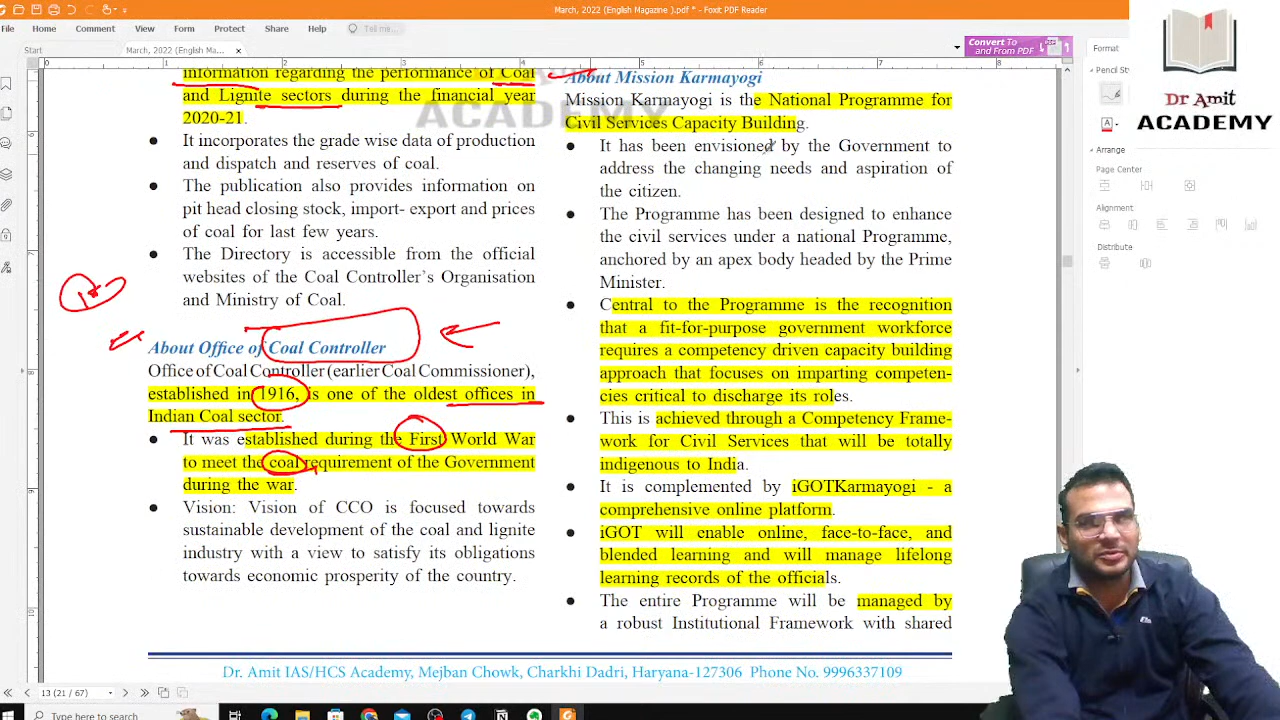 March, 2022 (English Magazine ).pdf * - Foxit PDF Reader
File Home Comment View Form Protect Share Help Tell me...
Start March, 2022 (English Ma... ×
Convert To
and From PDF
information regarding the performance of Coal
and Lignite sectors during the financial year
2020-21.
It incorporates the grade wise data of production
and dispatch and reserves of coal.
The publication also provides information on
pit head closing stock, import- export and prices
of coal for last few years.
The Directory is accessible from the official
websites of the Coal Controller's Organisation
and Ministry of Coal.
About Office of Coal Controller
Office of Coal Controller (earlier Coal Commissioner),
established in 1916, is one of the oldest offices in
Indian Coal sector.
It was established during the First World War
to meet the coal requirement of the Government
during the war.
Vision: Vision of CCO is focused towards
sustainable development of the coal and lignite
industry with a view to satisfy its obligations
towards economic prosperity of the country.
ACADEMY
About Mission Karmayogi
Mission Karmayogi is the National Programme for
Civil Services Capacity Building.
It has been envisioned by the Government to
address the changing needs and aspiration of
the citizen.
The Programme has been designed to enhance
the civil services under a national Programme,
anchored by an apex body headed by the Prime
Minister.
Central to the Programme is the recognition
that a fit-for-purpose government workforce
requires a competency driven capacity building
approach that focuses on imparting competen-
cies critical to discharge its roles.
This is achieved through a Competency Frame-
work for Civil Services that will be totally
indigenous to India.
It is complemented by iGOTKarmayogi - a
comprehensive online platform.
iGOT will enable online, face-to-face, and
blended learning and will manage lifelong
learning records of the officials.
The entire Programme will be managed by
a robust Institutional Framework with shared
Dr. Amit IAS/HCS Academy, Mejban Chowk, Charkhi Dadri, Haryana-127306 Phone No. 9996337109
Format
Pencil Sty
Arrange
Page Center
Alignment
Distribute
Dr Amit
ACADEMY
13 (21 / 67)
Type here to search